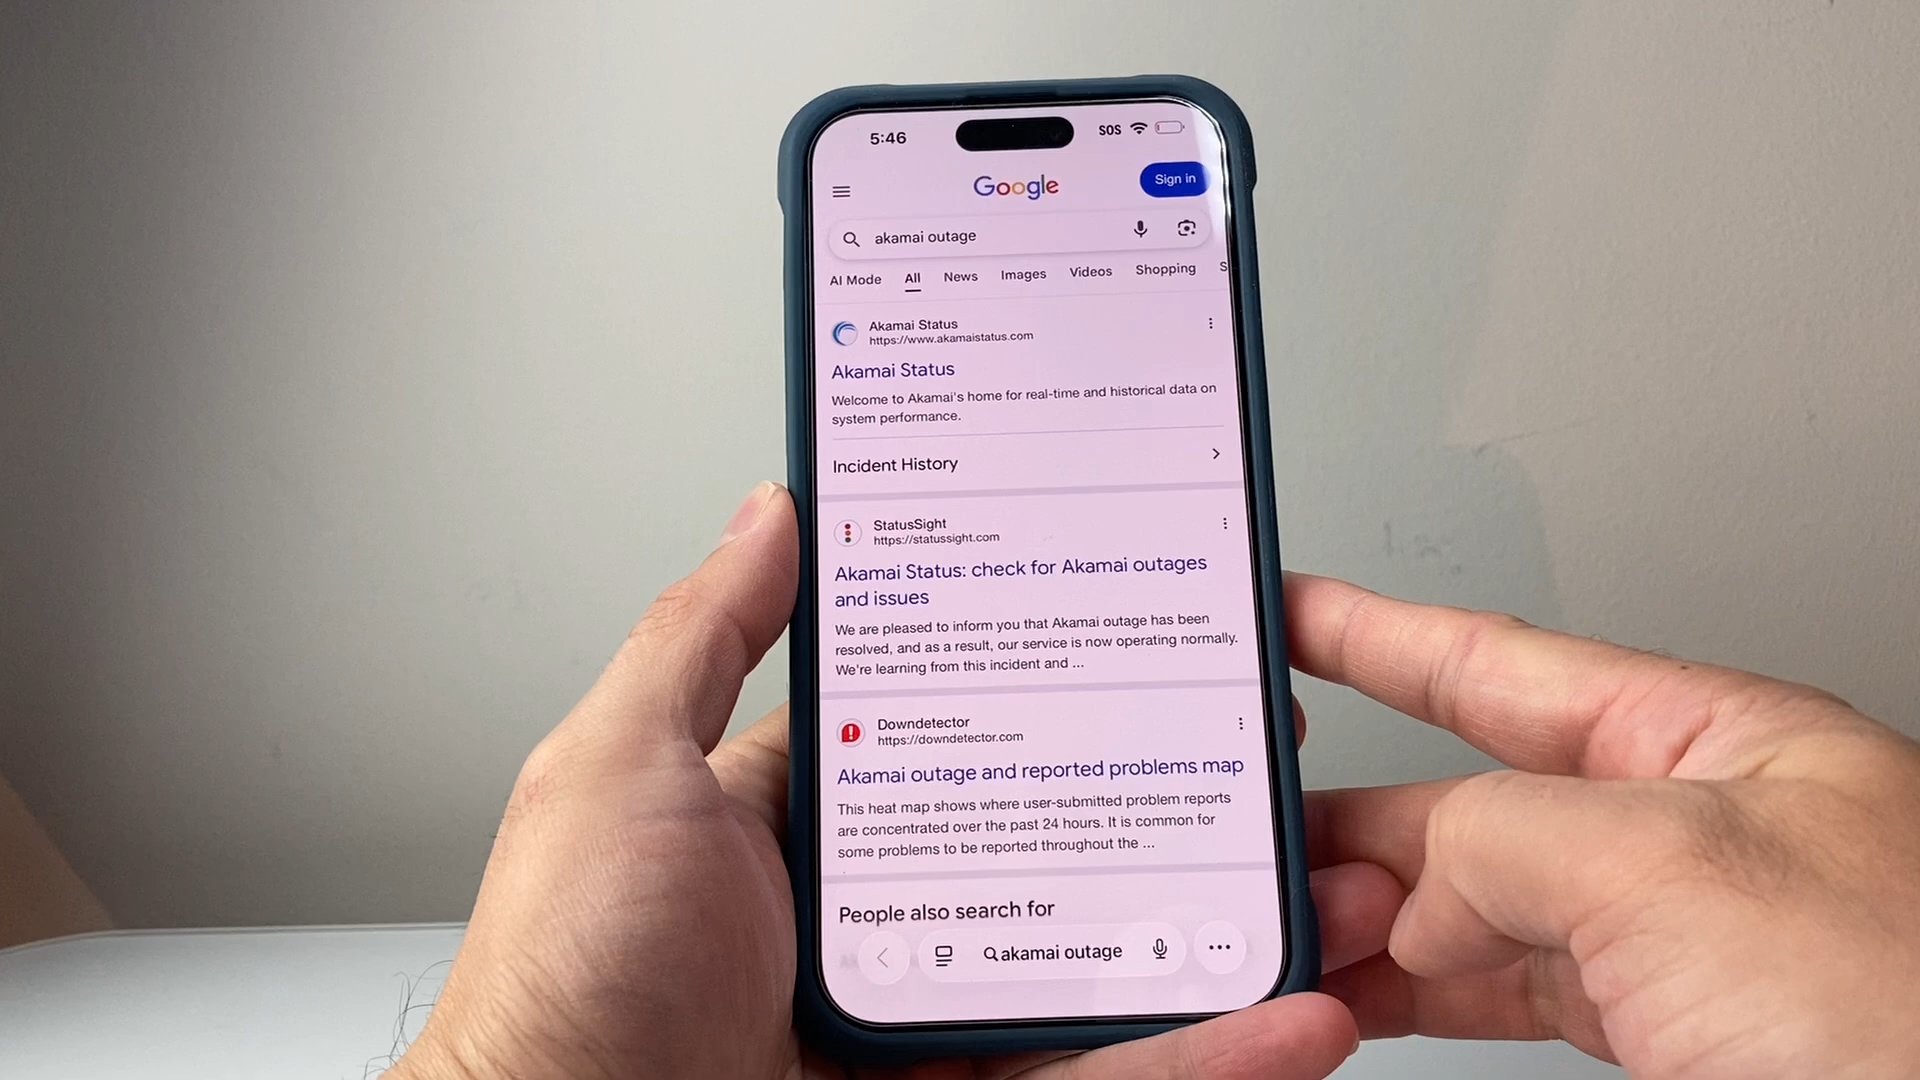 5:46
SOS
Google
Sign in
akamai outage
AI Mode All News Images Videos Shopping S
Akamai Status
https://www.akamaistatus.com
Akamai Status
Welcome to Akamai's home for real-time and historical data on
system performance.
Incident History
StatusSight
https://statussight.com
Akamai Status: check for Akamai outages
and issues
We are pleased to inform you that Akamai outage has been
resolved, and as a result, our service is now operating normally.
We're learning from this incident and ...
Downdetector
https://downdetector.com
Akamai outage and reported problems map
This heat map shows where user-submitted problem reports
are concentrated over the past 24 hours. It is common for
some problems to be reported throughout the ...
People also search for
akamai outage